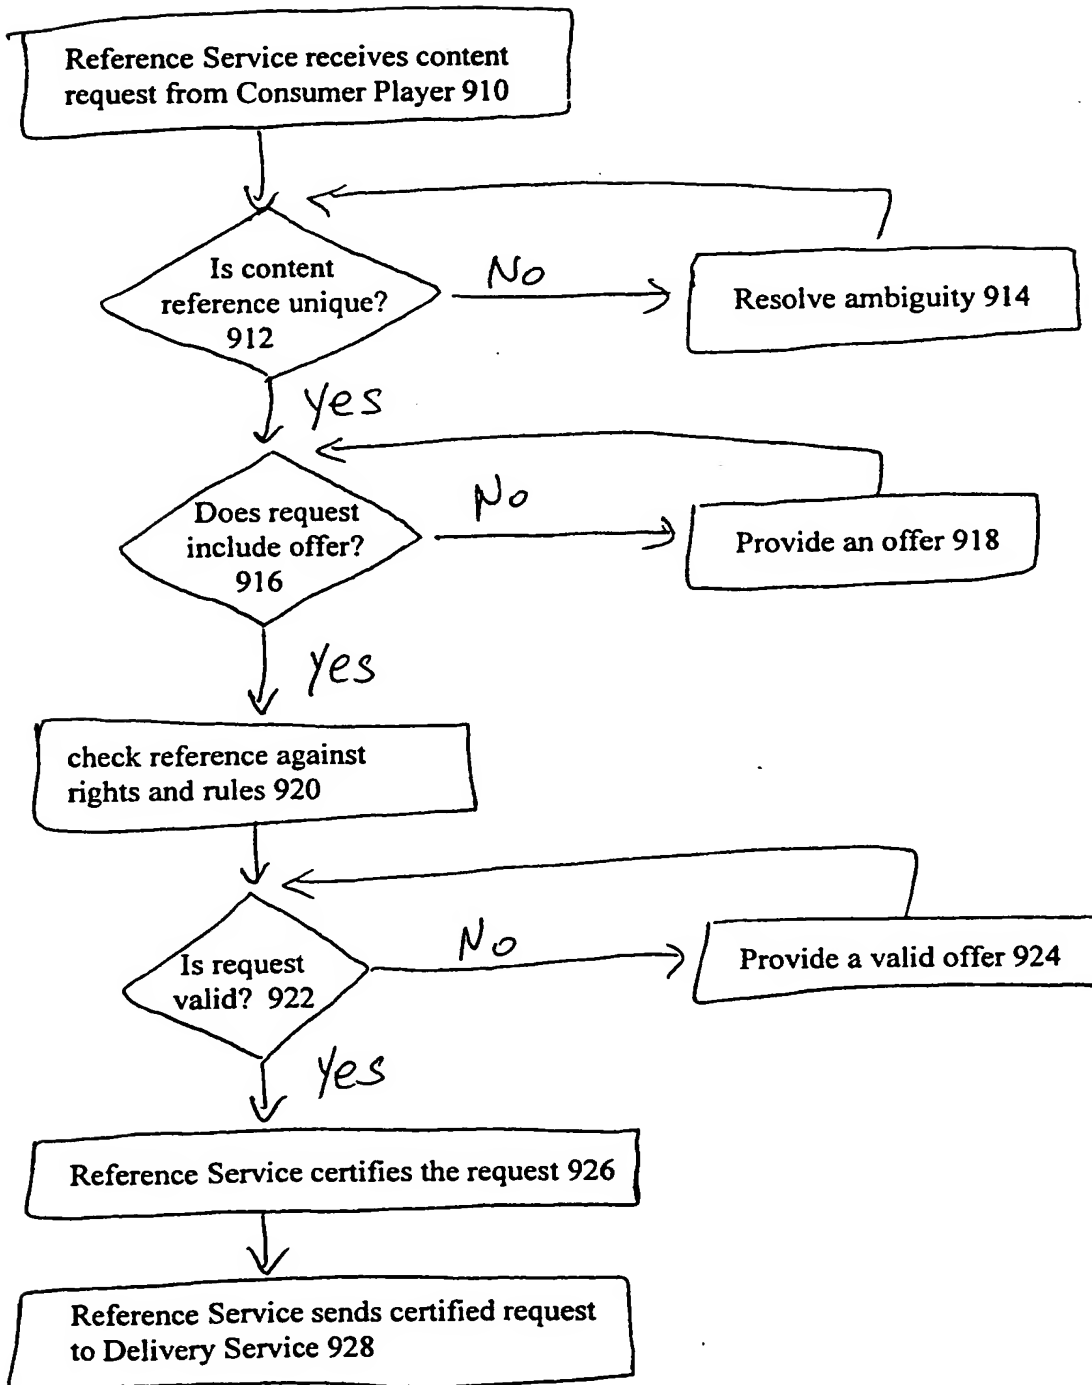 Reference Service receives content
request from Consumer Player 910
Is content
reference unique?
912
No
Resolve ambiguity 914
Yes
Does request
include offer?
916
No
Provide an offer 918
Yes
check reference against
rights and rules 920
Is request
valid? 922
No
Provide a valid offer 924
Yes
Reference Service certifies the request 926
Reference Service sends certified request
to Delivery Service 928